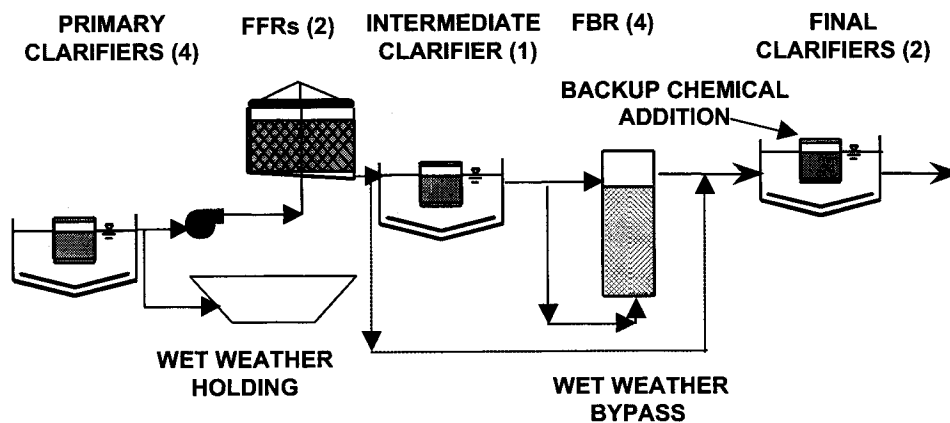 PRIMARY
CLARIFIERS (4)
FFRs (2)
INTERMEDIATE
CLARIFIER (1)
FBR (4)
FINAL
CLARIFIERS (2)
BACKUP CHEMICAL
ADDITION
WET WEATHER
HOLDING
WET WEATHER
BYPASS